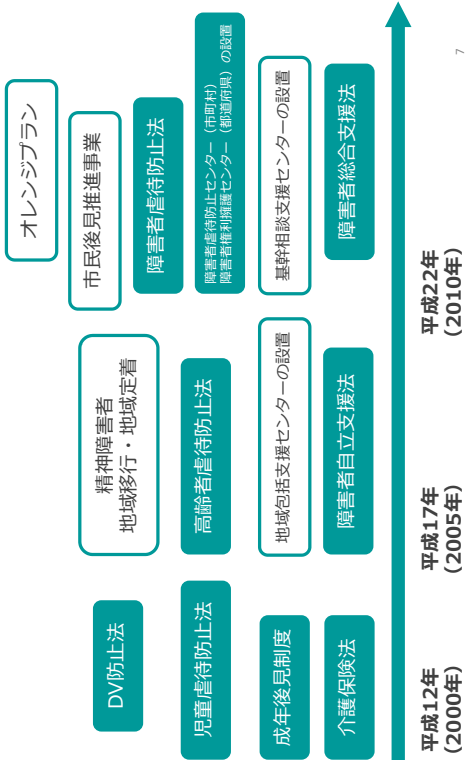 DV防止法
児童虐待防止法
成年後見制度
介護保険法
精神障害者
地域移行・地域定着
高齢者虐待防止法
地域包括支援センターの設置
障害者自立支援法
オレンジプラン
市民後見推進事業
障害者虐待防止法
障害者虐待防止センター（市町村）
障害者権利擁護センター（都道府県）の設置
基幹相談支援センターの設置
障害者総合支援法
平成12年
（2000年）
平成17年
（2005年）
平成22年
（2010年）
7